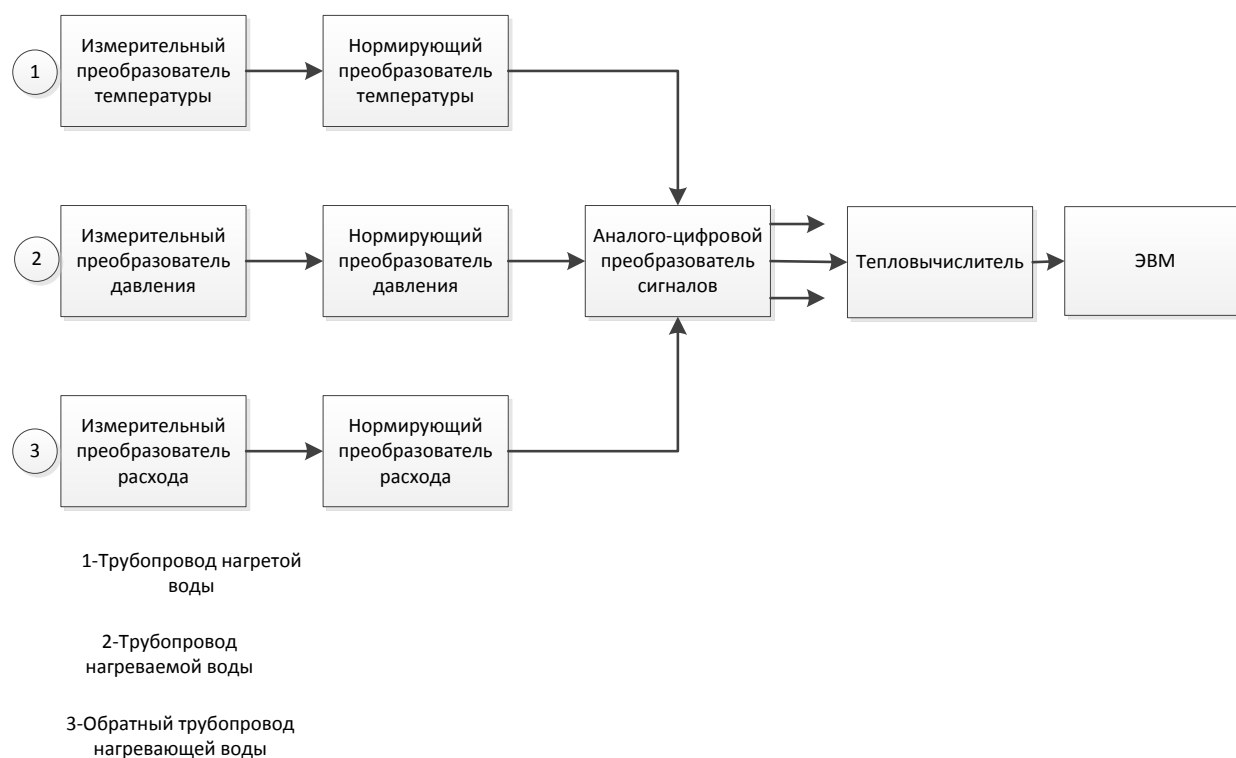 1
Измерительный
преобразователь
температуры
Нормирующий
преобразователь
температуры
2
Измерительный
преобразователь
давления
Нормирующий
преобразователь
давления
Аналого-цифровой
преобразователь
сигналов
Тепловычислитель
ЭВМ
3
Измерительный
преобразователь
расхода
Нормирующий
преобразователь
расхода
1-Трубопровод нагретой
воды
2-Трубопровод
нагреваемой воды
3-Обратный трубопровод
нагревающей воды